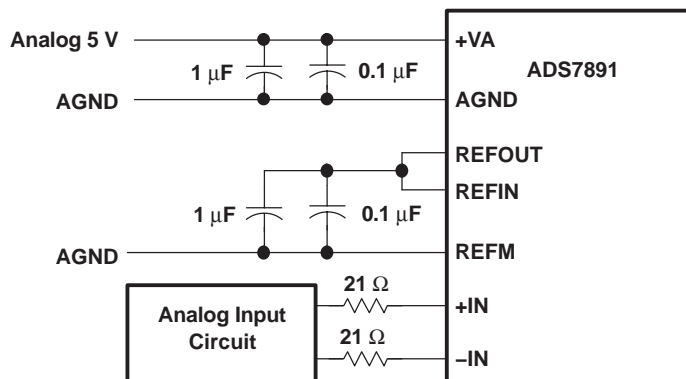 Analog 5 V
+VA
1 μF
0.1 μF
ADS7891
AGND
AGND
REFOUT
REFIN
1 μF
0.1 μF
AGND
REFM
21 Ω
Analog Input
Circuit
+IN
21 Ω
−IN